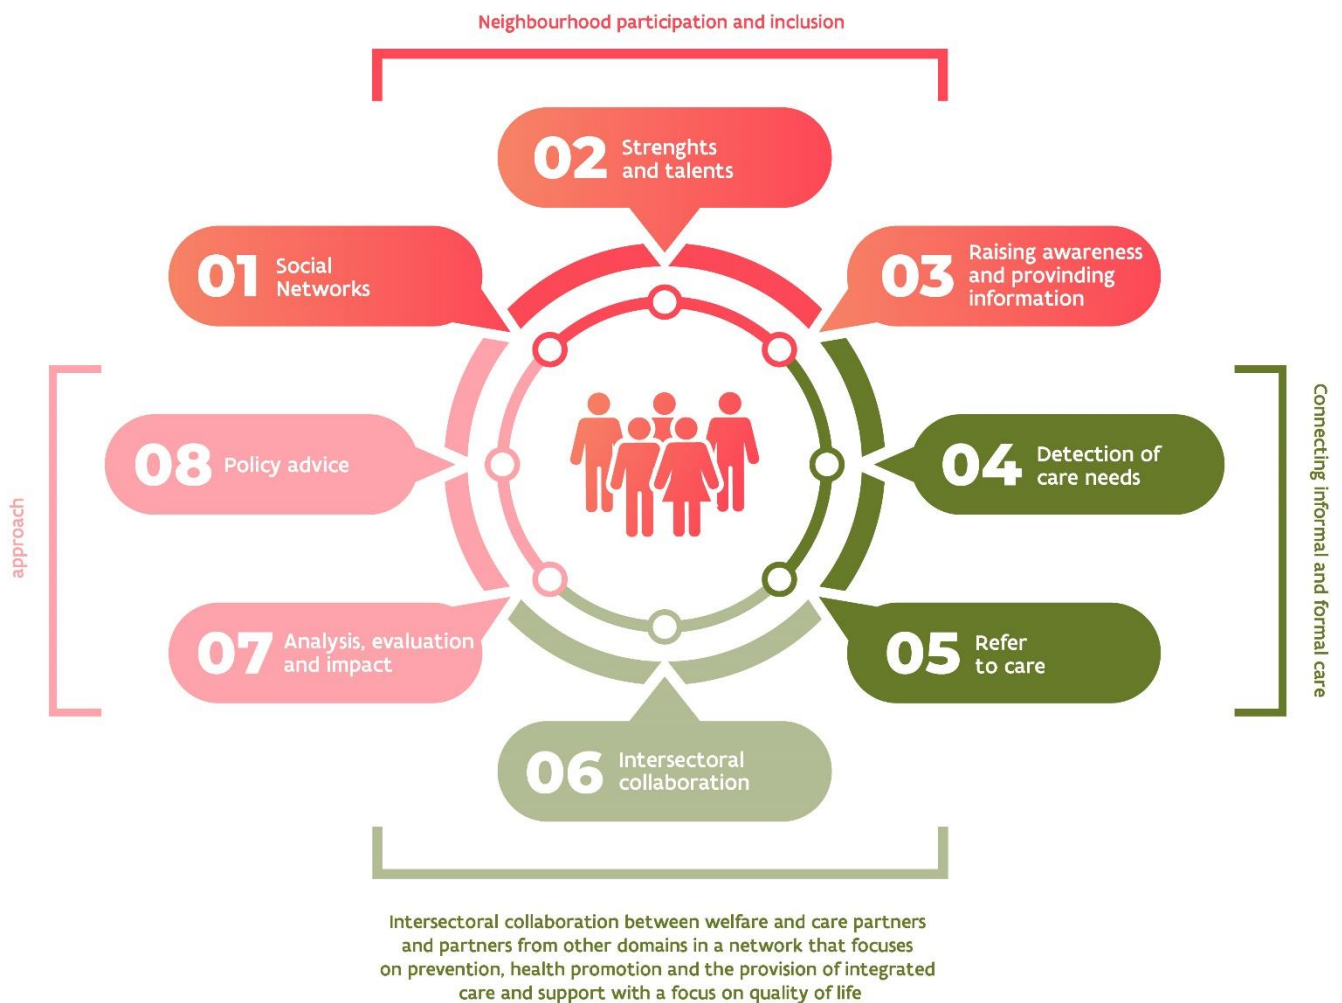 Neighbourhood participation and inclusion
02 Strenghts
and talents
01 Social
Networks
03 Raising awareness
and provinding
information
08 Policy advice
04 Detection of
care needs
approach
Connecting informal and formal care
07 Analysis, evaluation
and impact
05 Refer
to care
06 Intersectoral
collaboration
Intersectoral collaboration between welfare and care partners
and partners from other domains in a network that focuses
on prevention, health promotion and the provision of integrated
care and support with a focus on quality of life